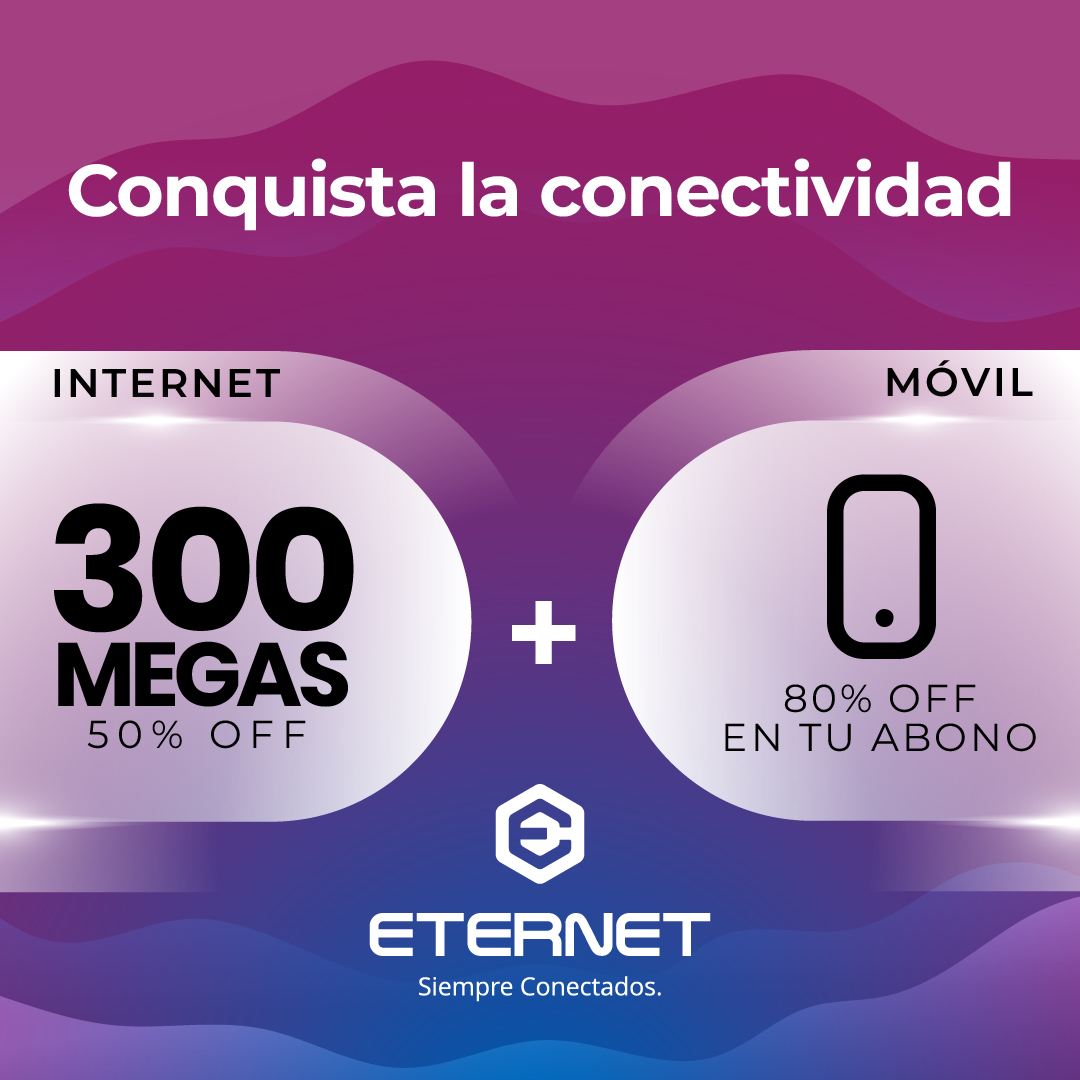 Conquista la conectividad
INTERNET
300
MEGAS
50% OFF
+
MÓVIL
80% OFF
EN TU ABONO
ETERNET
Siempre Conectados.